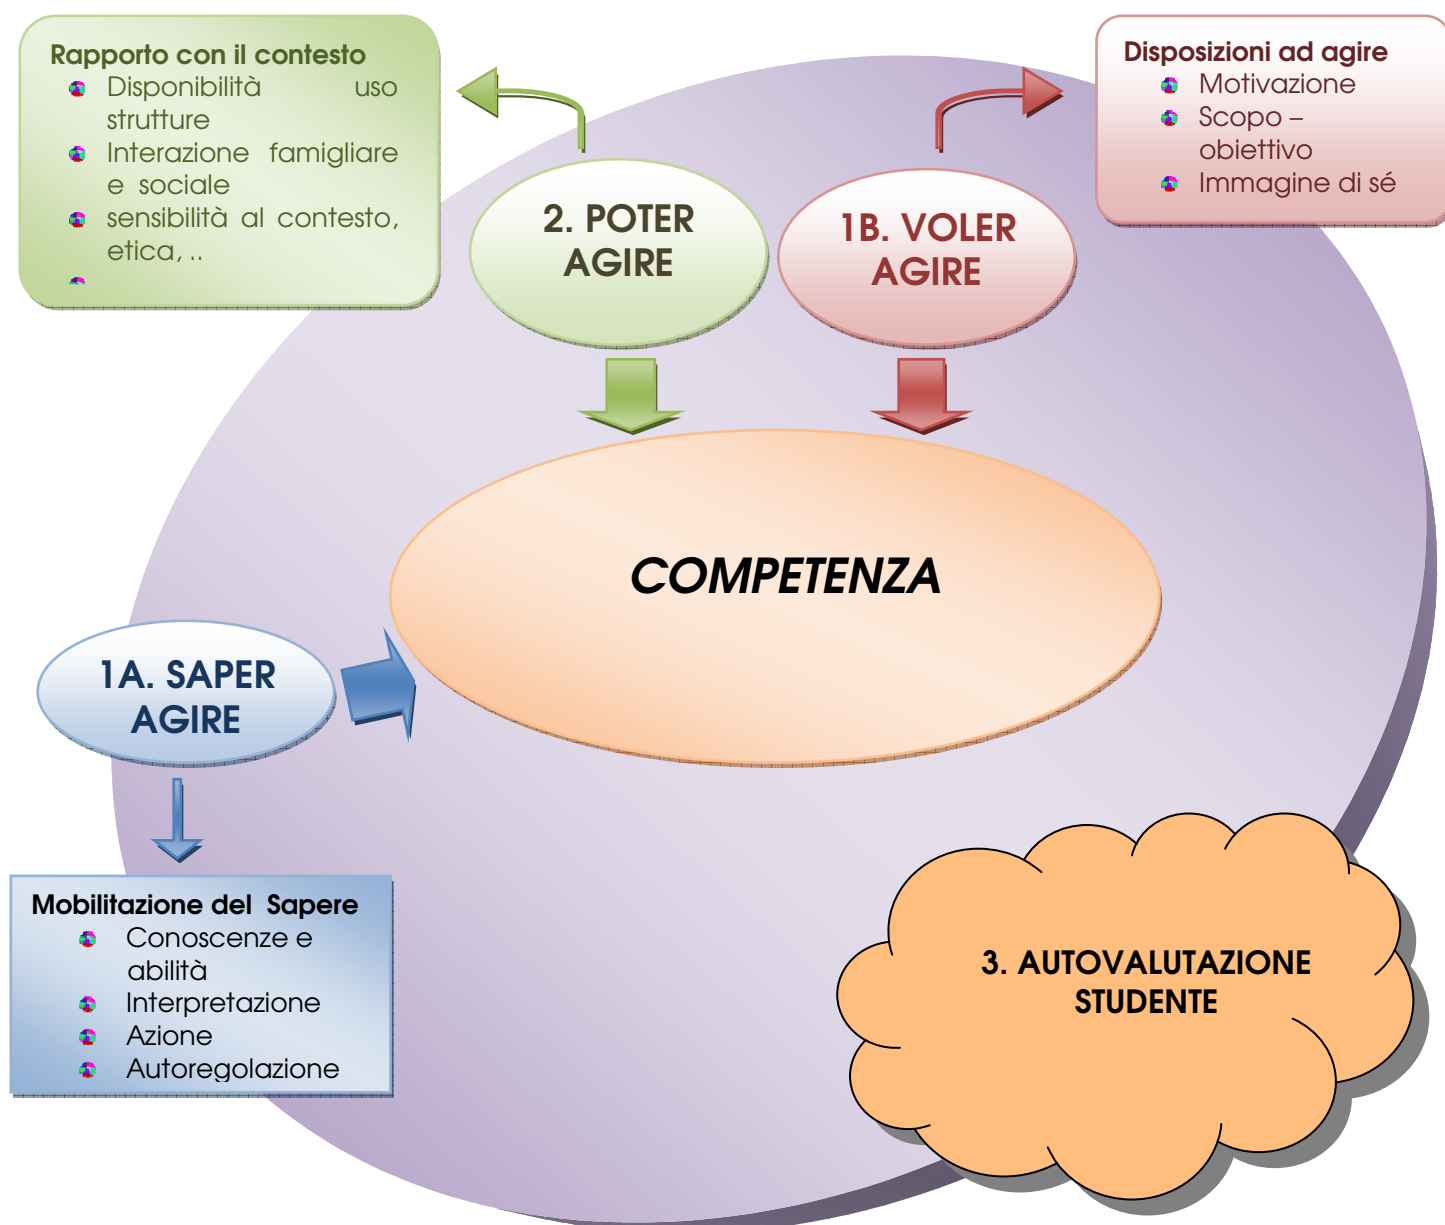 Rapporto con il contesto
Disponibilità uso
strutture
Interazione famigliare
e sociale
sensibilità al contesto,
etica, ..
Disposizioni ad agire
Motivazione
Scopo –
obiettivo
Immagine di sé
2. POTER
AGIRE
1B. VOLER
AGIRE
COMPETENZA
1A. SAPER
AGIRE
Mobilitazione del Sapere
Conoscenze e
abilità
Interpretazione
Azione
Autoregolazione
3. AUTOVALUTAZIONE
STUDENTE